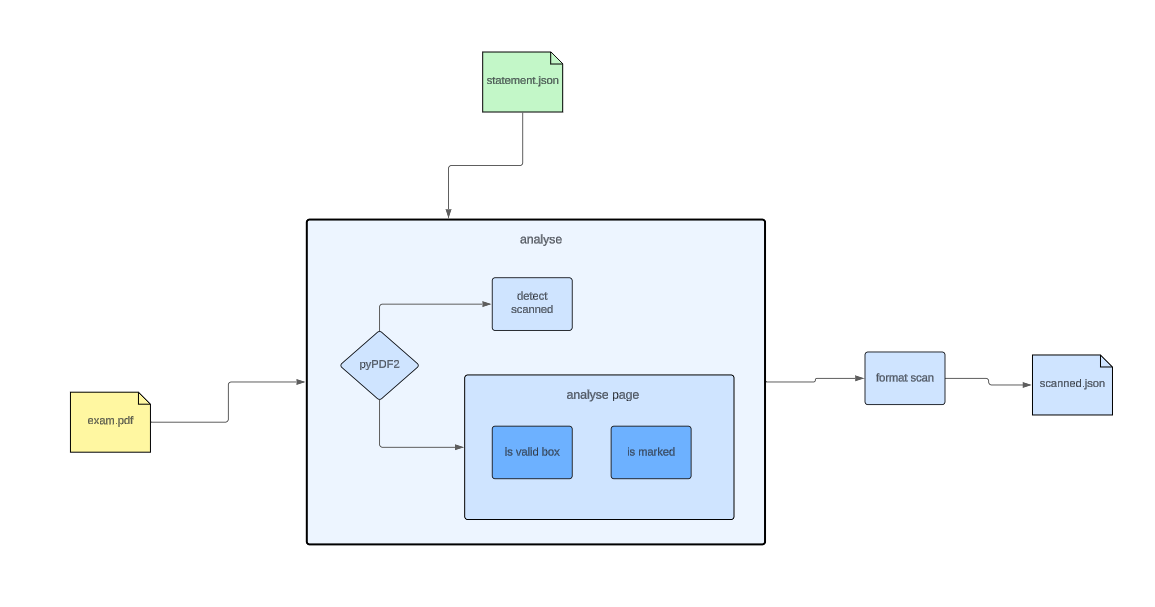 statement.json
analyse
detect
scanned
pyPDF2
analyse page
is valid box
is marked
exam.pdf
format scan
scanned.json